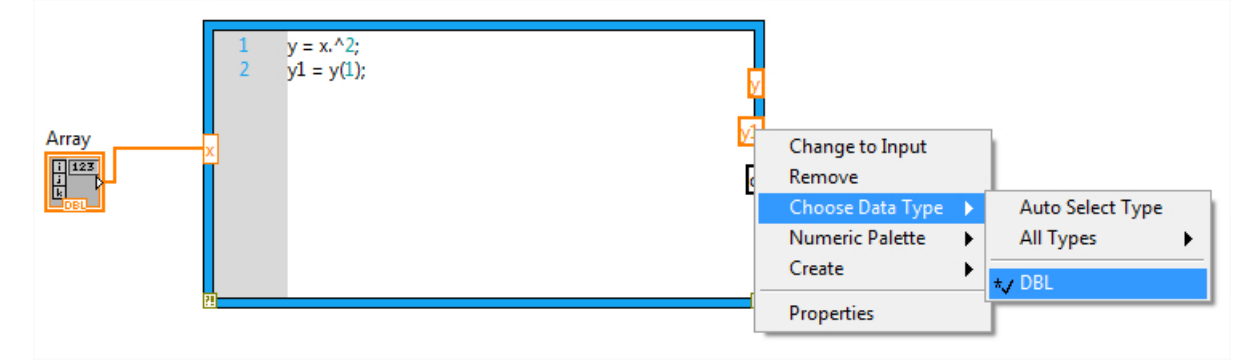 1 y = x.^2;
2 y1 = y(1);
y
y1
Array
x
i 123
j
k
DBL
?!
Change to Input
Remove
Choose Data Type
Numeric Palette
Create
Properties
Auto Select Type
All Types
DBL